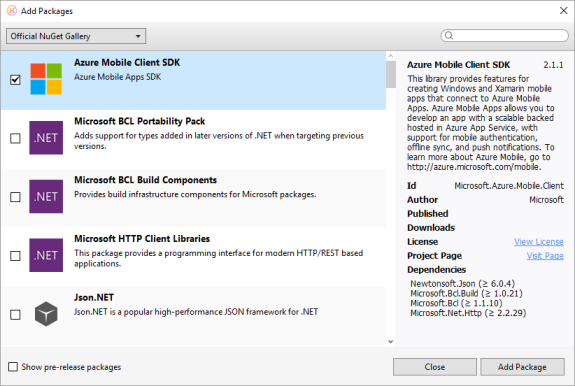 Add Packages
Official NuGet Gallery
Azure Mobile Client SDK
Azure Mobile Apps SDK
.NET
Microsoft BCL Portability Pack
Adds support for types added in later versions of .NET when targeting previous
versions.
.NET
Microsoft BCL Build Components
Provides build infrastructure components for Microsoft packages.
.NET
Microsoft HTTP Client Libraries
This package provides a programming interface for modern HTTP/REST based
applications.
Json.NET
Json.NET is a popular high-performance JSON framework for .NET
Azure Mobile Client SDK 2.1.1
This library provides features for
creating Windows and Xamarin mobile
apps that connect to Azure Mobile
Apps. Azure Mobile Apps allows you to
develop an app with a scalable backed
hosted in Azure App Service, with
support for mobile authentication,
offline sync, and push notifications. To
learn more about Azure Mobile, go to
http://azure.microsoft.com/mobile.
Id Microsoft.Azure.Mobile.Client
Author Microsoft
Published
Downloads
License View License
Project Page Visit Page
Dependencies
Newtonsoft.Json (≥ 6.0.4)
Microsoft.Bcl.Build (≥ 1.0.21)
Microsoft.Bcl (≥ 1.1.10)
Microsoft.Net.Http (≥ 2.2.29)
Show pre-release packages
Close
Add Package